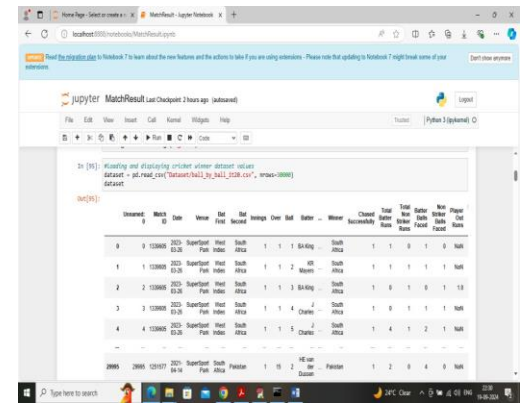 Home Page - Select or create a n
MatchResult - Jupyter Notebook
localhost:8888/notebooks/MatchResult.ipynb
Read the migration plan to Notebook 7 to learn about the new features and the actions to take if you are using extensions - Please note that updating to Notebook 7 might break some of your extensions.
Don't show anymore
jupyter MatchResult Last Checkpoint: 2 hours ago (autosaved)
Logout
File Edit View Insert Cell Kernel Widgets Help
Trusted
Python 3 (ipykernel)
Run
Code
In [95]: #loading and displaying cricket winner dataset values
dataset = pd.read_csv("Dataset/ball_by_ball_it20.csv", nrows=30000)
dataset
Out[95]:
Unnamed: 0 Match ID Date Venue Bat First Bat Second Innings Over Ball Batter ... Winner Chased Successfully Total Batter Runs Total Non Striker Runs Batter Balls Faced Non Striker Balls Faced Player Out Runs
0 0 1339605 2023-03-26 SuperSport Park West Indies South Africa 1 1 1 BA King ... South Africa 1 0 1 0 NaN
1 1 1339605 2023-03-26 SuperSport Park West Indies South Africa 1 1 2 KR Mayers ... South Africa 1 1 1 1 1 NaN
2 2 1339605 2023-03-26 SuperSport Park West Indies South Africa 1 1 3 BA King ... South Africa 1 1 1.0
3 3 1339605 2023-03-26 SuperSport Park West Indies South Africa 1 1 4 J Charles ... South Africa 1 1 1 NaN
4 4 1339605 2023-03-26 SuperSport Park West Indies South Africa 1 1 5 J Charles ... South Africa 1 4 1 2 1 NaN
... ... ... ... ... ... ... ... ... ... ... ... ... ... ... ... ... ... ...
29995 29995 1251577 2021-04-14 SuperSport Park South Africa Pakistan 1 15 2 HE van der Dussen ... Pakistan 1 2 0 4 0 NaN
Type here to search
24°C Clear
ENG
23:30
19-06-2024